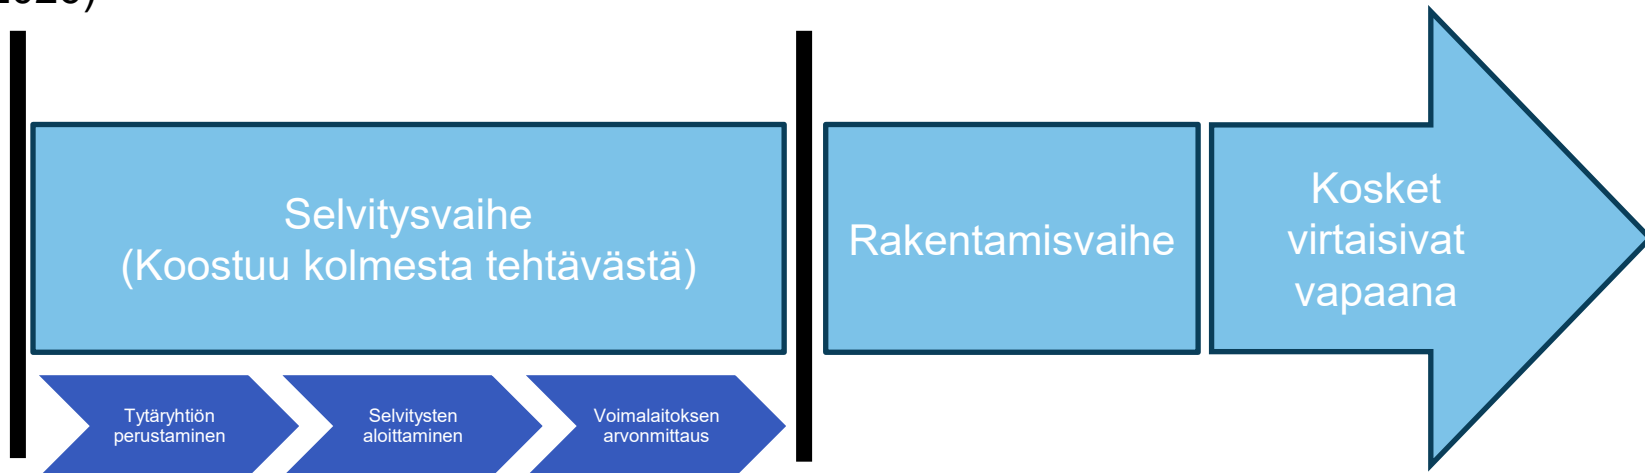 Selvitysvaihe
(Koostuu kolmesta tehtävästä)
Rakentamisvaihe
Kosket
virtaisivat
vapaana
Tytäryhtiön
perustaminen
Selvitysten
aloittaminen
Voimalaitoksen
arvonmittaus